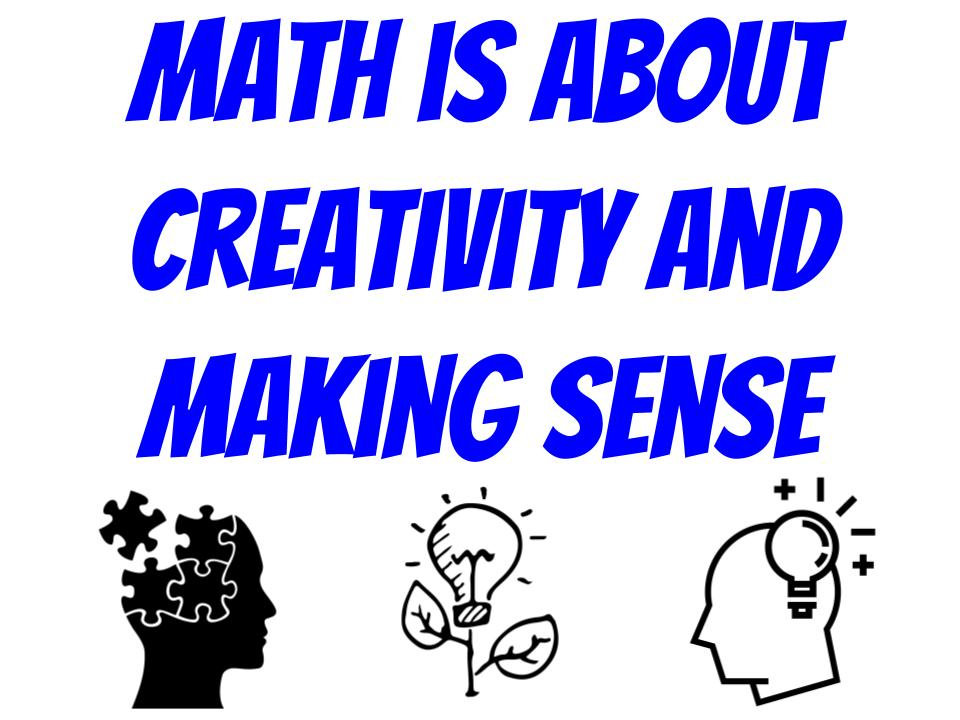 MATH IS ABOUT
CREATIVITY AND
MAKING SENSE